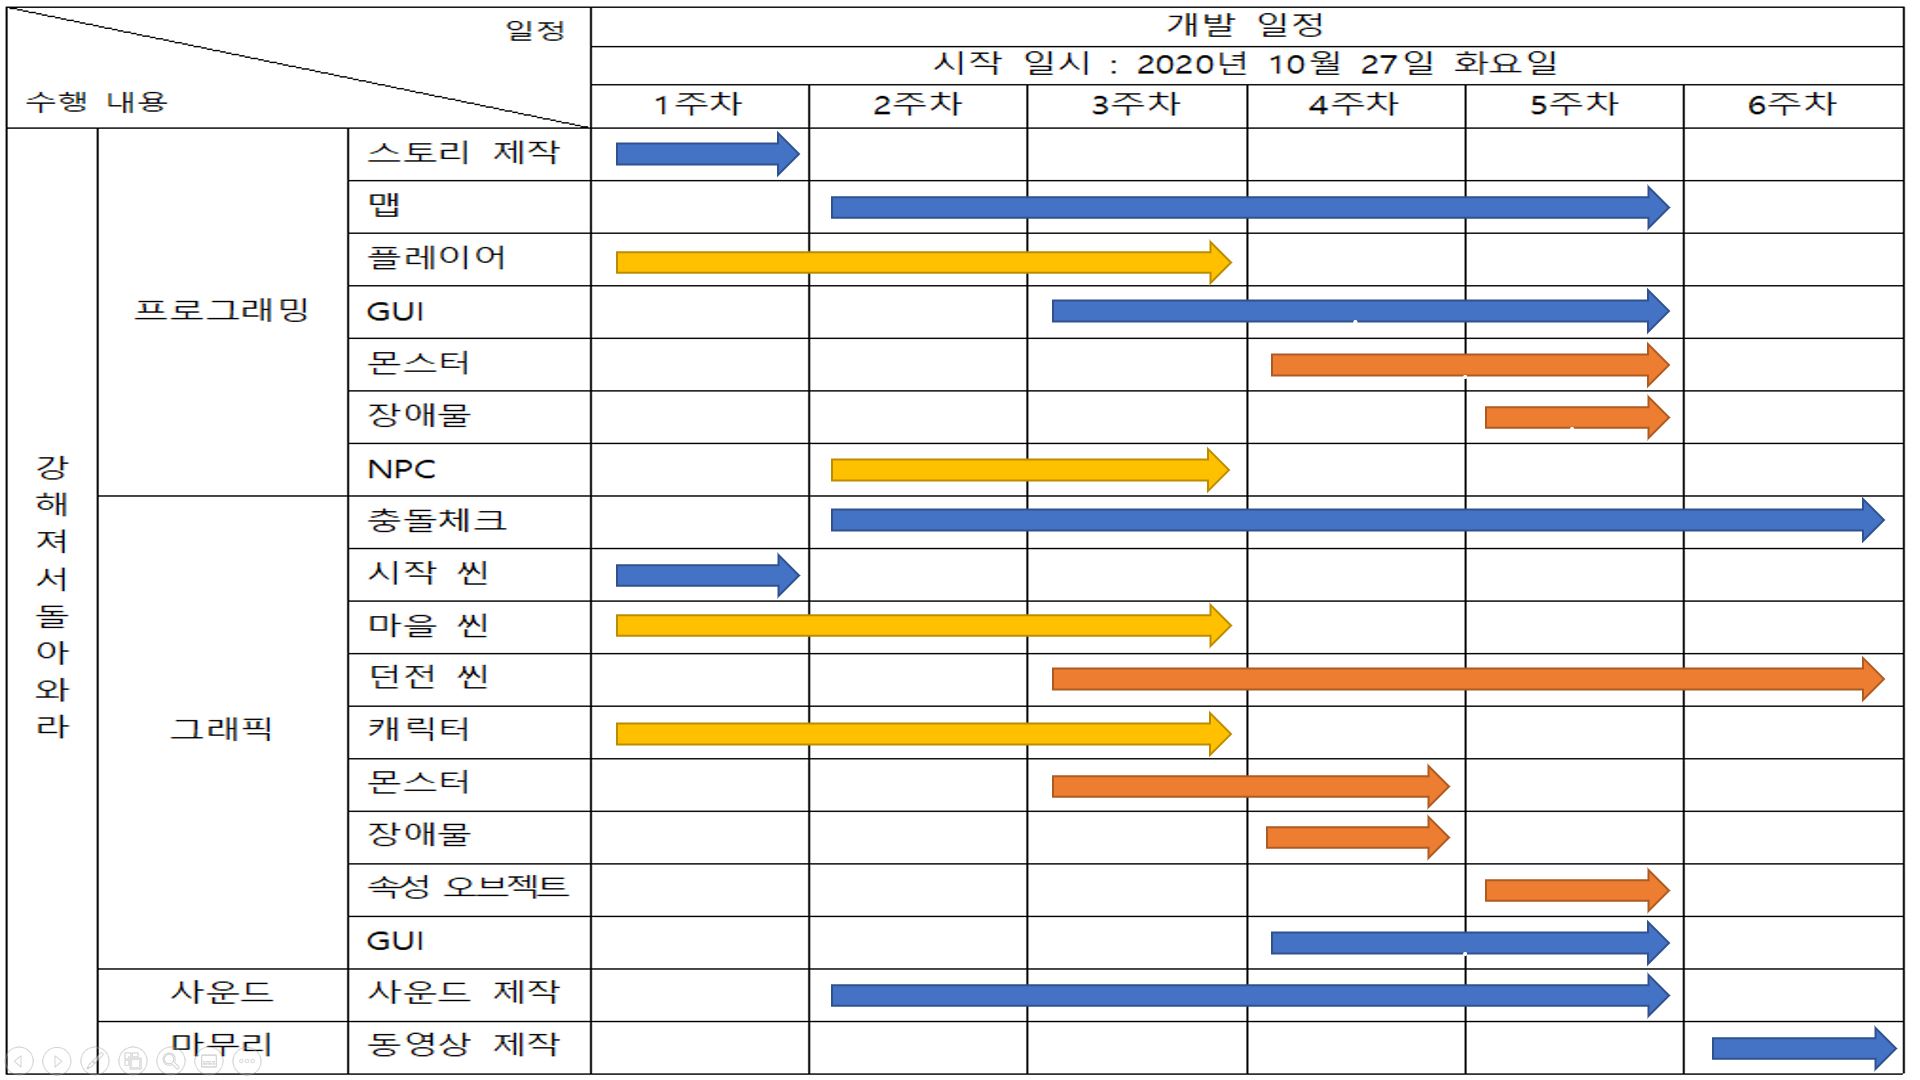 일정
수행 내용
개발 일정
시작 일시 : 2020년 10월 27일 화요일
1주차 2주차 3주차 4주차 5주차 6주차
강
해
져
서
돌
아
와
라
프로그래밍
스토리 제작
맵
플레이어
GUI
몬스터
장애물
NPC
그래픽
충돌체크
시작 씬
마을 씬
던전 씬
캐릭터
몬스터
장애물
속성 오브젝트
GUI
사운드
사운드 제작
마무리
동영상 제작